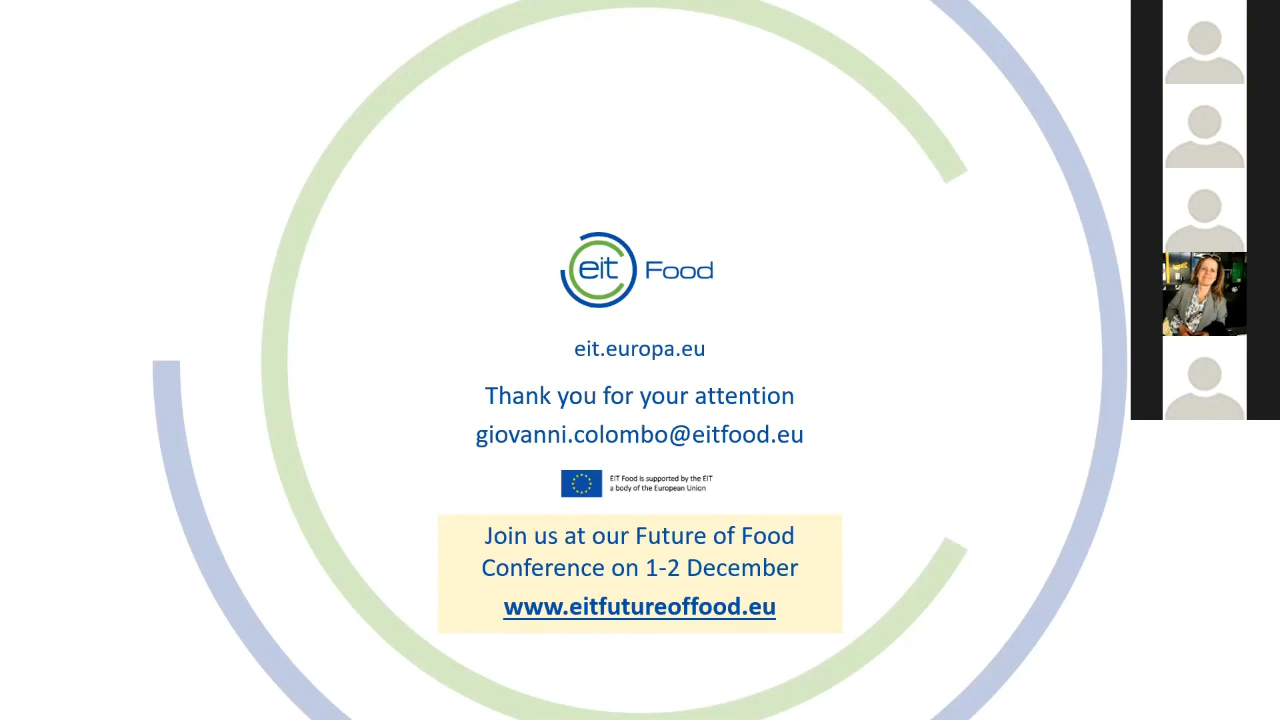 eit Food
eit.europa.eu
Thank you for your attention
giovanni.colombo@eitfood.eu
EIT Food is supported by the EIT
a body of the European Union
Join us at our Future of Food
Conference on 1-2 December
www.eitfutureoffood.eu